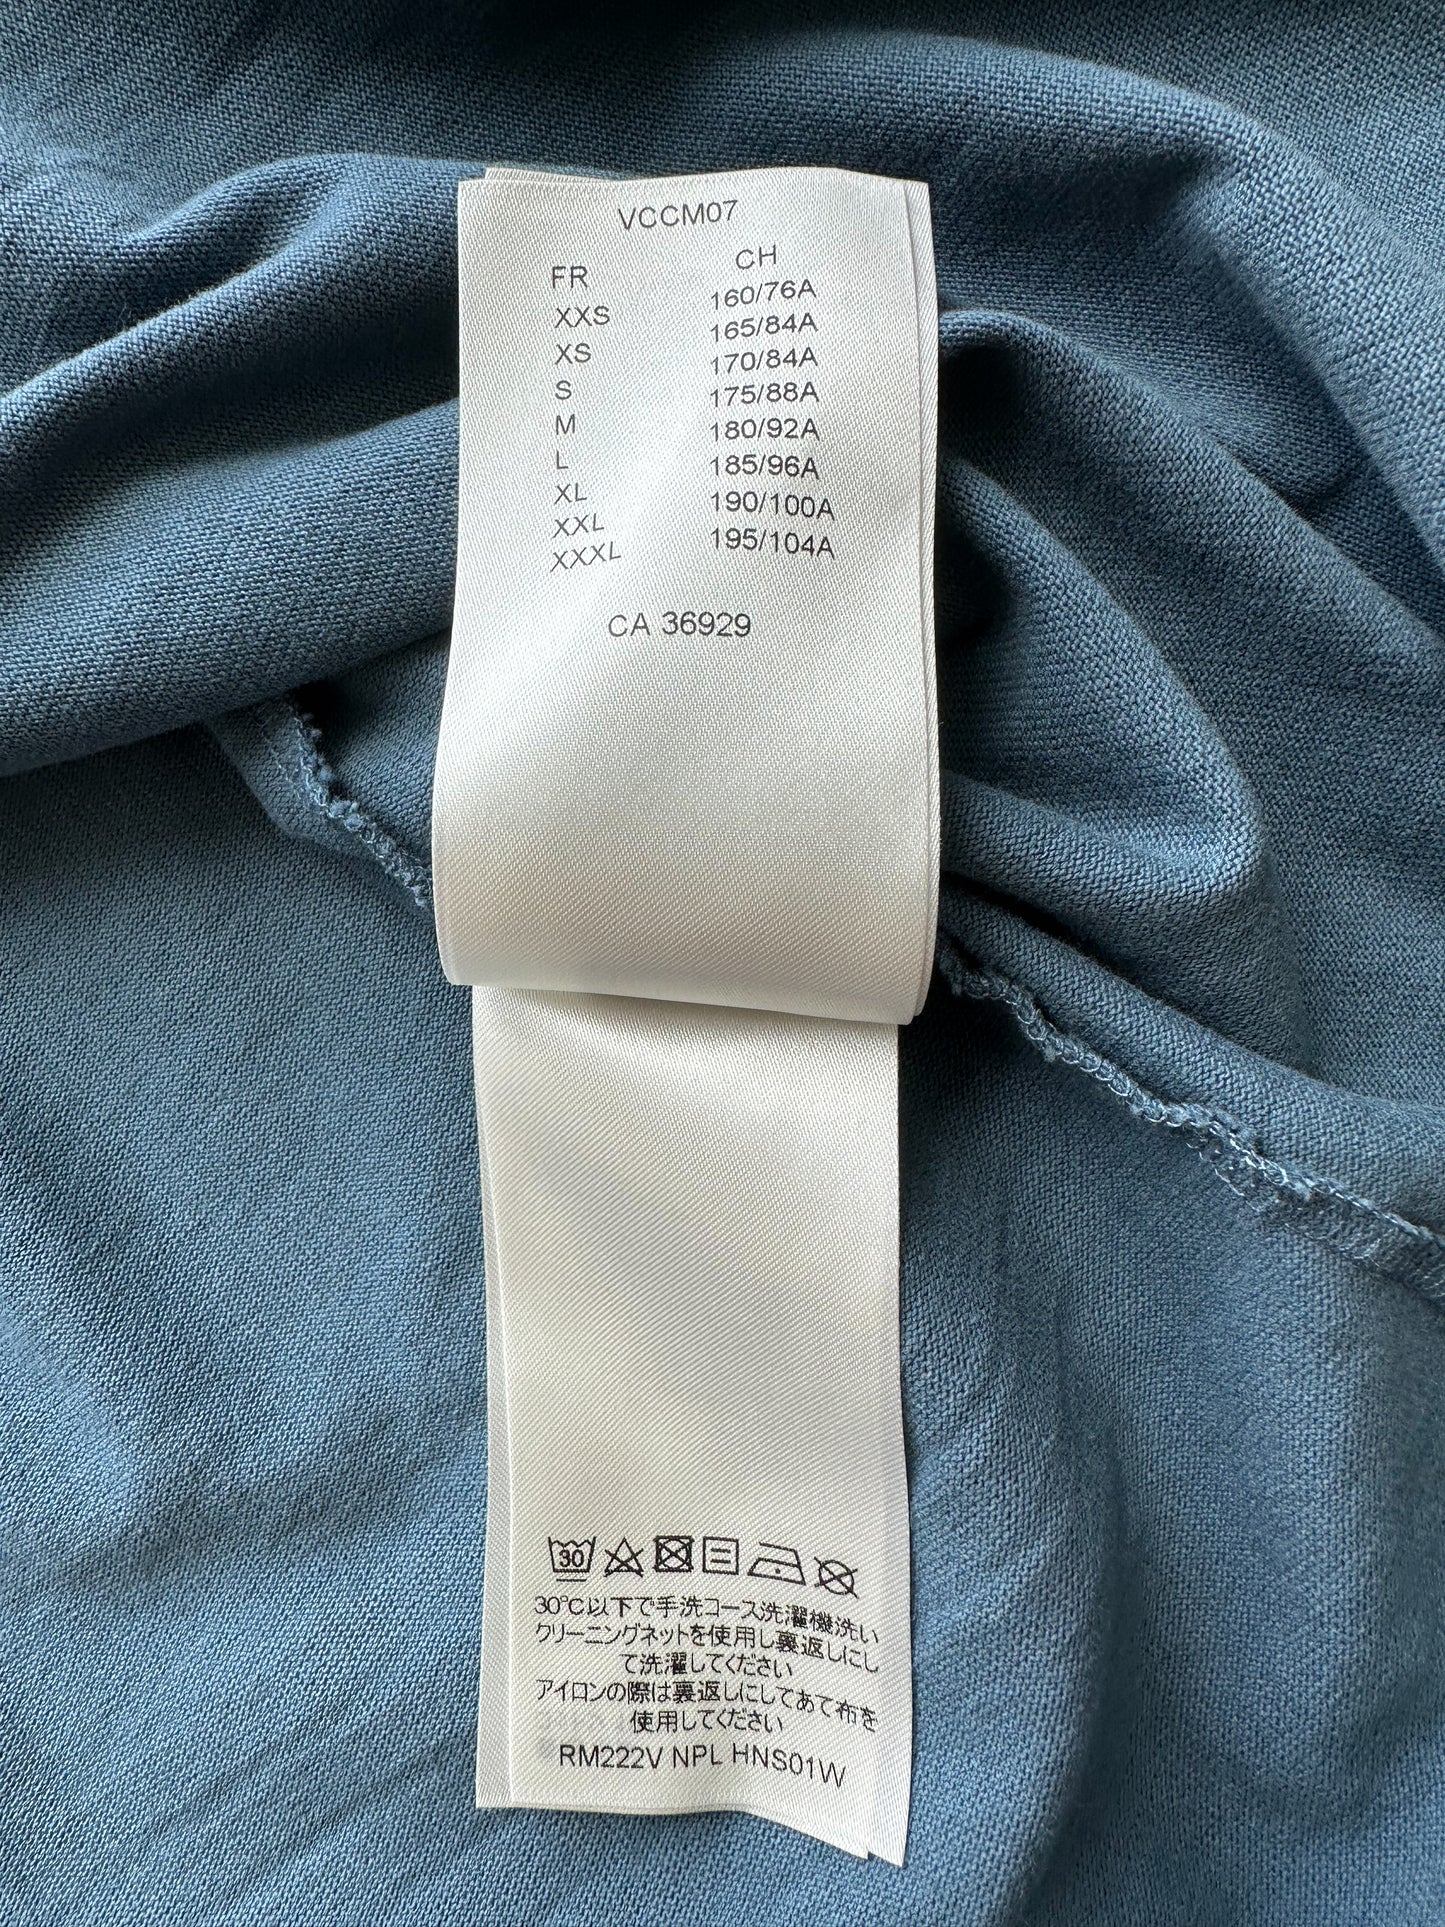 VCCM07
FR CH
XXS 160/76A
XS 165/84A
S 170/84A
M 175/88A
L 180/92A
XL 185/96A
XXL 190/100A
XXXL 195/104A
CA 36929
30
30℃以下で手洗コース洗濯機洗い
クリーニングネットを使用し裏返しにし
て洗濯してください
アイロンの際は裏返しにしてあて布を
使用してください
RM222V NPL HNS01W